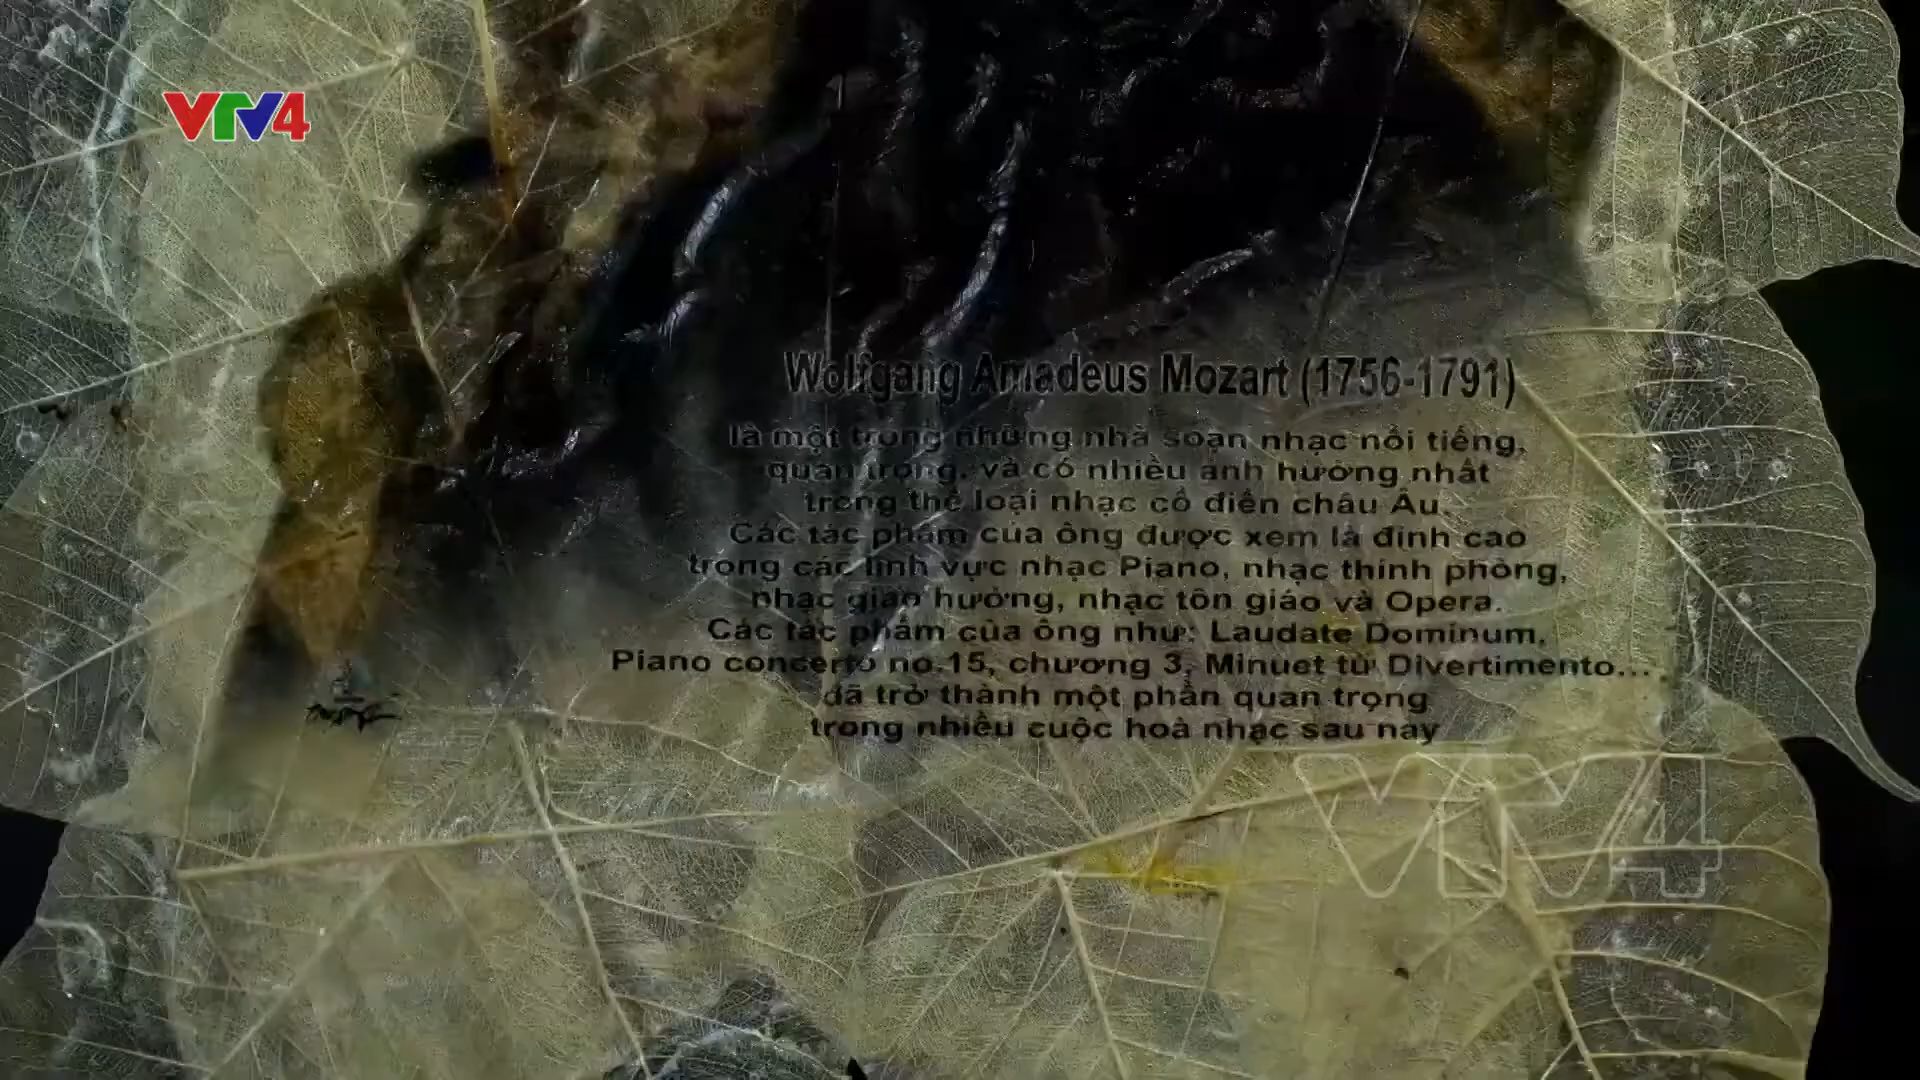 VTV4
Wolfgang Amadeus Mozart (1756-1791)
là một trong những nhà soạn nhạc nổi tiếng,
quan trọng, và có nhiều ảnh hưởng nhất
trong thể loại nhạc cổ điển châu Âu.
Các tác phẩm của ông được xem là đỉnh cao
trong các lĩnh vực nhạc Piano, nhạc thính phòng,
nhạc giao hưởng, nhạc tôn giáo và Opera.
Các tác phẩm của ông như: Laudate Dominum,
Piano concerto no.15, chương 3, Minuet từ Divertimento...
đã trở thành một phần quan trọng
trong nhiều cuộc hoà nhạc sau này
VTV4